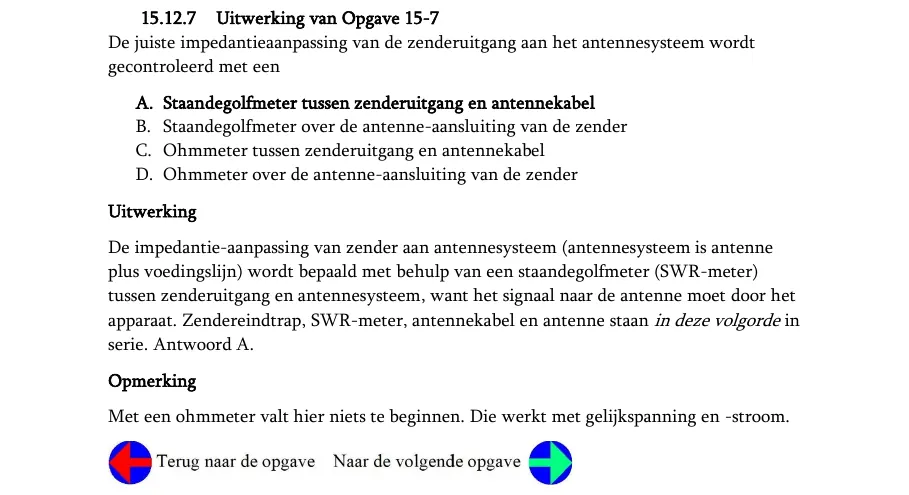 15.12.7 Uitwerking van Opgave 15-7
De juiste impedantieaanpassing van de zenderuitgang aan het antennesysteem wordt
gecontroleerd met een
A. Staandegolfmeter tussen zenderuitgang en antennekabel
B. Staandegolfmeter over de antenne-aansluiting van de zender
C. Ohmmeter tussen zenderuitgang en antennekabel
D. Ohmmeter over de antenne-aansluiting van de zender
Uitwerking
De impedantie-aanpassing van zender aan antennesysteem (antennesysteem is antenne
plus voedingslijn) wordt bepaald met behulp van een staandegolfmeter (SWR-meter)
tussen zenderuitgang en antennesysteem, want het signaal naar de antenne moet door het
apparaat. Zendereindtrap, SWR-meter, antennekabel en antenne staan in deze volgorde in
serie. Antwoord A.
Opmerking
Met een ohmmeter valt hier niets te beginnen. Die werkt met gelijkspanning en -stroom.
Terug naar de opgave Naar de volgende opgave